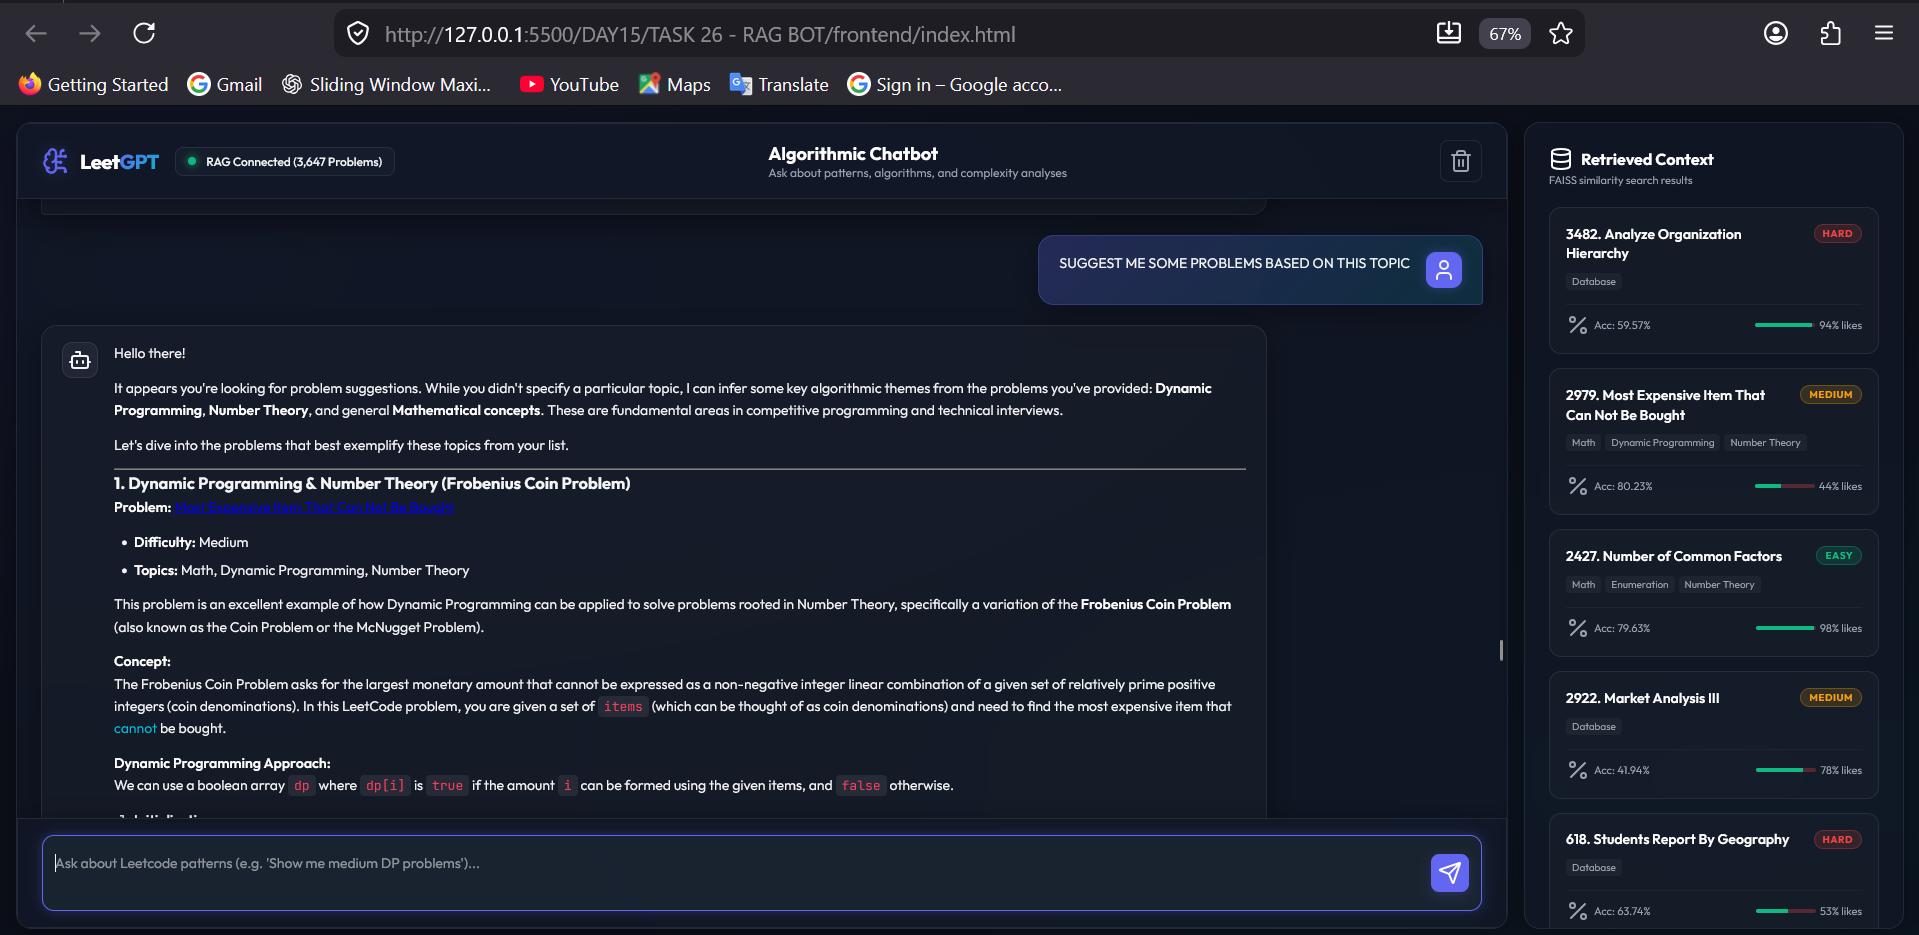 http://127.0.0.1:5500/DAY15/TASK 26 - RAG BOT/frontend/index.html
67%
Getting Started
Gmail
Sliding Window Maxi...
YouTube
Maps
Translate
Sign in – Google acco...
LeetGPT
RAG Connected (3,647 Problems)
Algorithmic Chatbot
Ask about patterns, algorithms, and complexity analyses
SUGGEST ME SOME PROBLEMS BASED ON THIS TOPIC
Hello there!
It appears you're looking for problem suggestions. While you didn't specify a particular topic, I can infer some key algorithmic themes from the problems you've provided: Dynamic
Programming, Number Theory, and general Mathematical concepts. These are fundamental areas in competitive programming and technical interviews.
Let's dive into the problems that best exemplify these topics from your list.
1. Dynamic Programming & Number Theory (Frobenius Coin Problem)
Problem: Most Expensive Item That Can Not Be Bought
• Difficulty: Medium
• Topics: Math, Dynamic Programming, Number Theory
This problem is an excellent example of how Dynamic Programming can be applied to solve problems rooted in Number Theory, specifically a variation of the Frobenius Coin Problem
(also known as the Coin Problem or the McNugget Problem).
Concept:
The Frobenius Coin Problem asks for the largest monetary amount that cannot be expressed as a non-negative integer linear combination of a given set of relatively prime positive
integers (coin denominations). In this LeetCode problem, you are given a set of items (which can be thought of as coin denominations) and need to find the most expensive item that
cannot be bought.
Dynamic Programming Approach:
We can use a boolean array dp where dp[i] is true if the amount i can be formed using the given items, and false otherwise.
Ask about Leetcode patterns (e.g. 'Show me medium DP problems')...
Retrieved Context
FAISS similarity search results
3482. Analyze Organization
Hierarchy
HARD
Database
Acc: 59.57%
94% likes
2979. Most Expensive Item That
Can Not Be Bought
MEDIUM
Math
Dynamic Programming
Number Theory
Acc: 80.23%
44% likes
2427. Number of Common Factors
EASY
Math
Enumeration
Number Theory
Acc: 79.63%
98% likes
2922. Market Analysis III
MEDIUM
Database
Acc: 41.94%
78% likes
618. Students Report By Geography
HARD
Database
Acc: 63.74%
53% likes